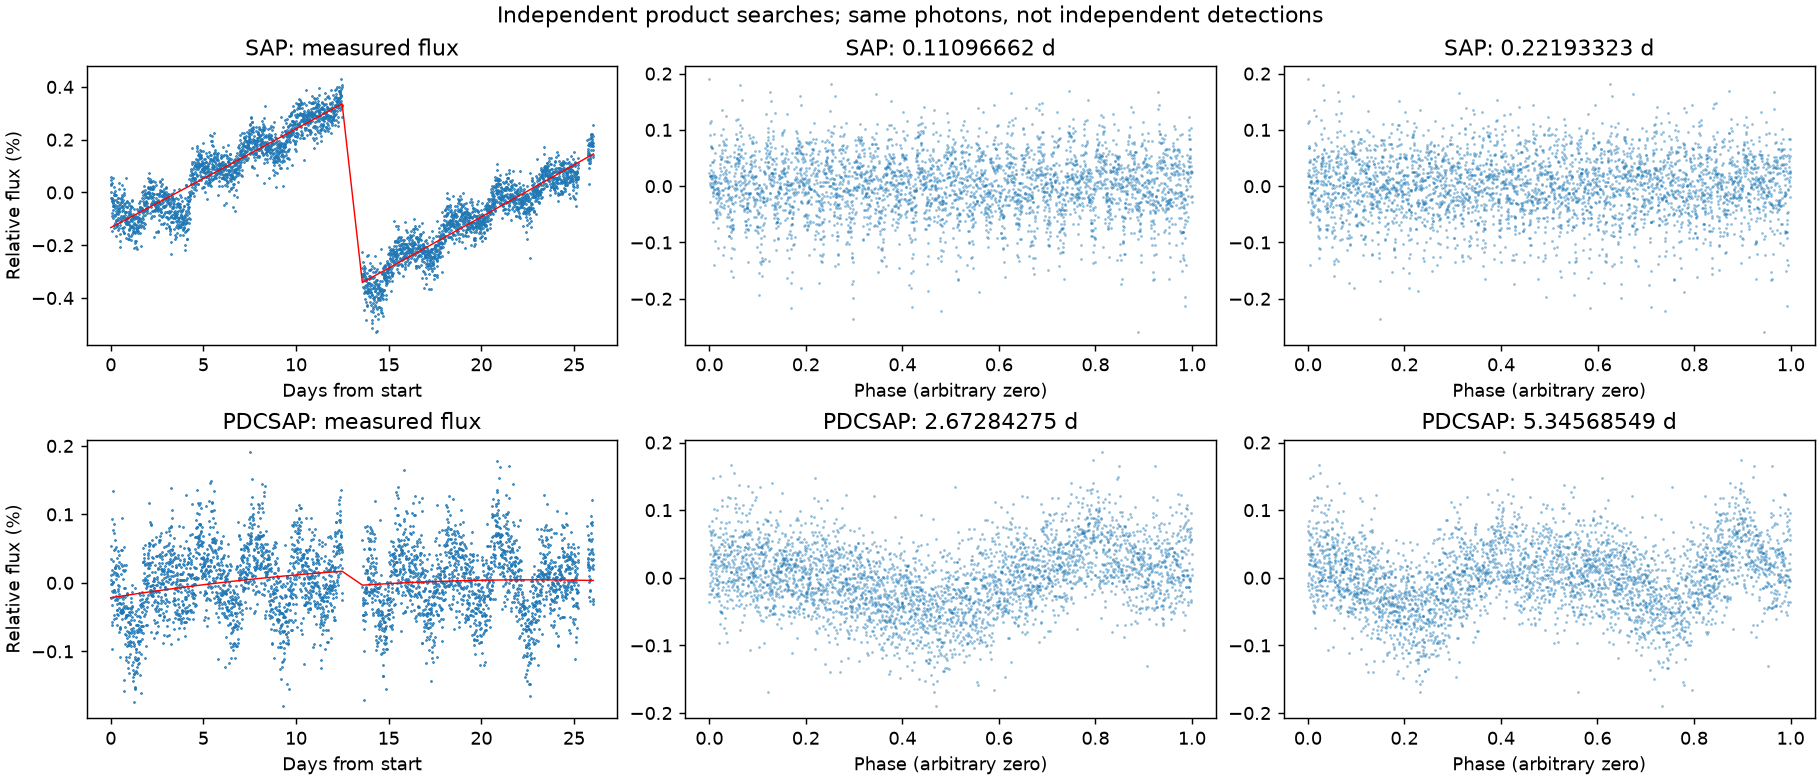 Independent product searches; same photons, not independent detections
SAP: measured flux
SAP: 0.11096662 d
SAP: 0.22193323 d
Relative flux (%)
0.4
0.2
0.0
−0.2
−0.4
0.2
0.1
0.0
−0.1
−0.2
0.2
0.1
0.0
−0.1
−0.2
0 5 10 15 20 25
0.0 0.2 0.4 0.6 0.8 1.0
0.0 0.2 0.4 0.6 0.8 1.0
Days from start
Phase (arbitrary zero)
Phase (arbitrary zero)
PDCSAP: measured flux
PDCSAP: 2.67284275 d
PDCSAP: 5.34568549 d
Relative flux (%)
0.2
0.1
0.0
−0.1
0.2
0.1
0.0
−0.1
−0.2
0.2
0.1
0.0
−0.1
−0.2
0 5 10 15 20 25
0.0 0.2 0.4 0.6 0.8 1.0
0.0 0.2 0.4 0.6 0.8 1.0
Days from start
Phase (arbitrary zero)
Phase (arbitrary zero)